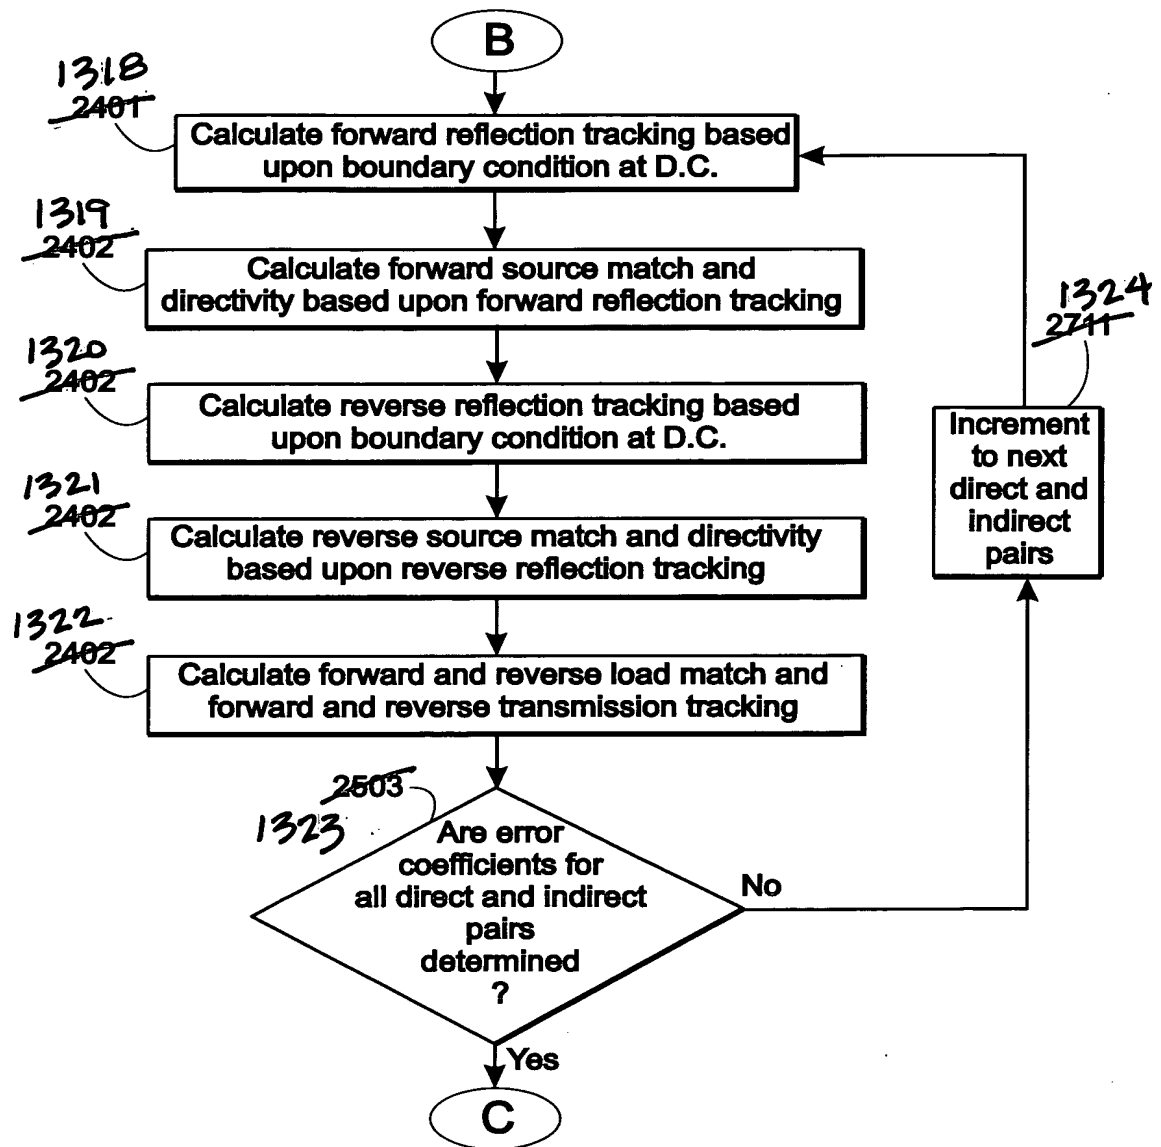 B
1318
2401
Calculate forward reflection tracking based
upon boundary condition at D.C.
1319
2402
Calculate forward source match and
directivity based upon forward reflection tracking
1324
2711
1320
2402
Calculate reverse reflection tracking based
upon boundary condition at D.C.
Increment
to next
direct and
indirect
pairs
1321
2402
Calculate reverse source match and directivity
based upon reverse reflection tracking
1322
2402
Calculate forward and reverse load match and
forward and reverse transmission tracking
2503
1323
Are error
coefficients for
all direct and indirect
pairs
determined
?
No
Yes
C